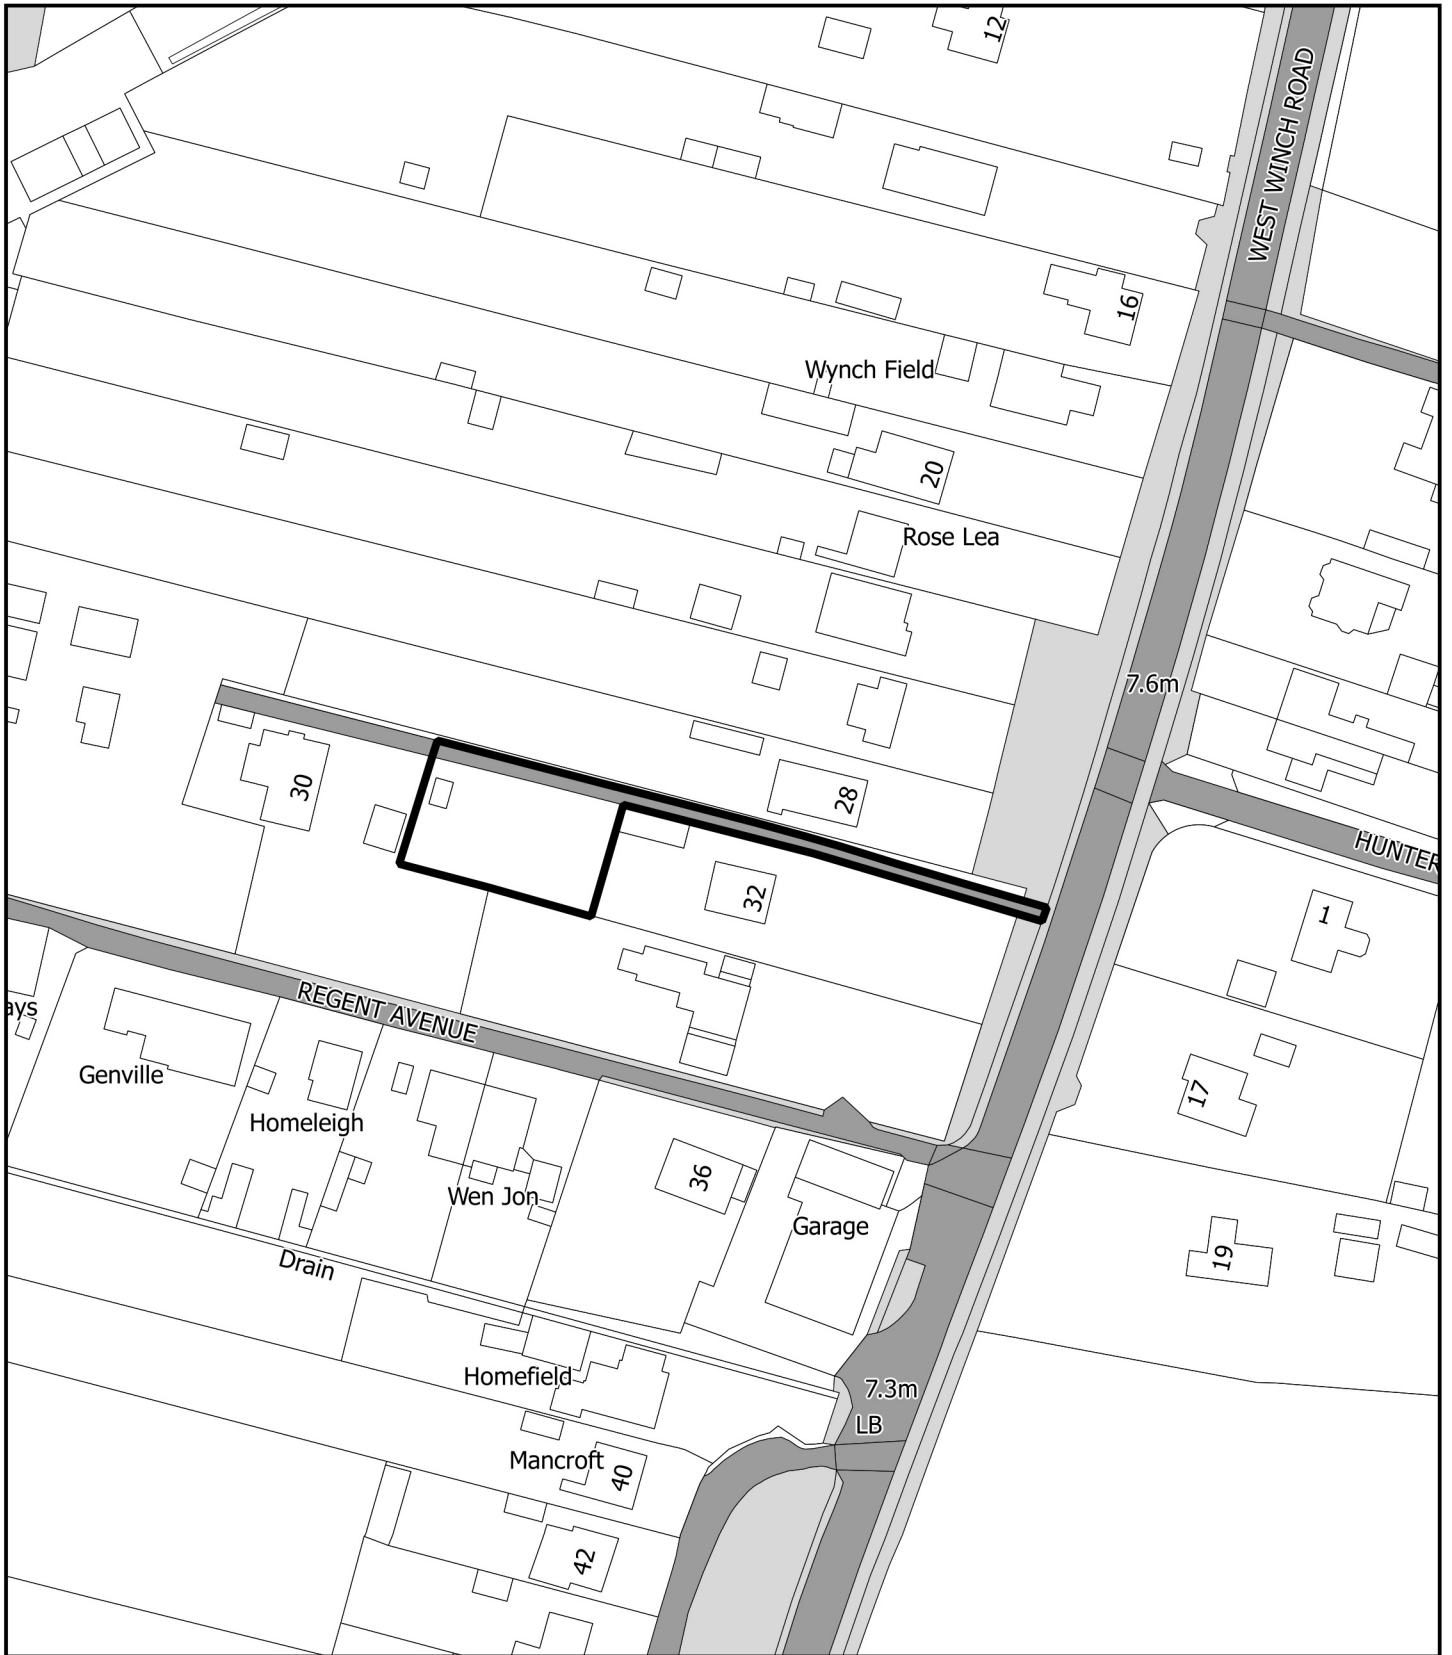 12
WEST WINCH ROAD
16
Wynch Field
20
Rose Lea
7.6m
30
28
HUNTER
32
1
ays
REGENT AVENUE
Genville
17
Homeleigh
36
Wen Jon
Garage
19
Drain
Homefield
7.3m
LB
Mancroft
40
42